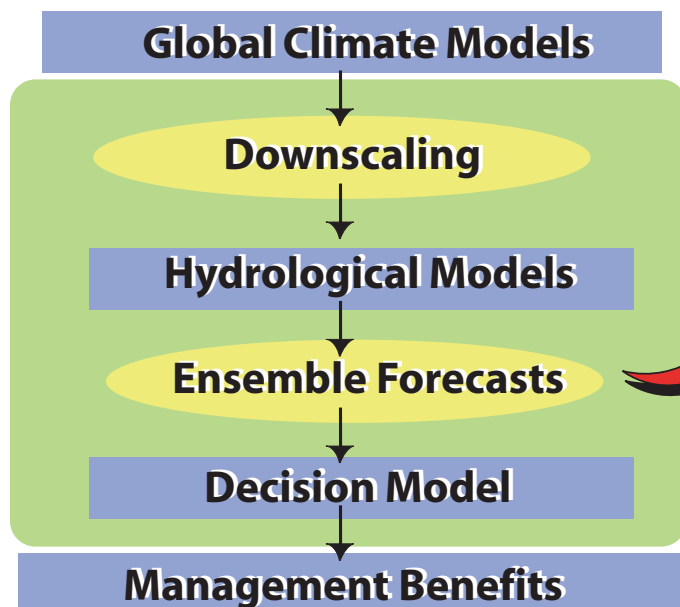 Global Climate Models
Downscaling
Hydrological Models
Ensemble Forecasts
Decision Model
Management Benefits